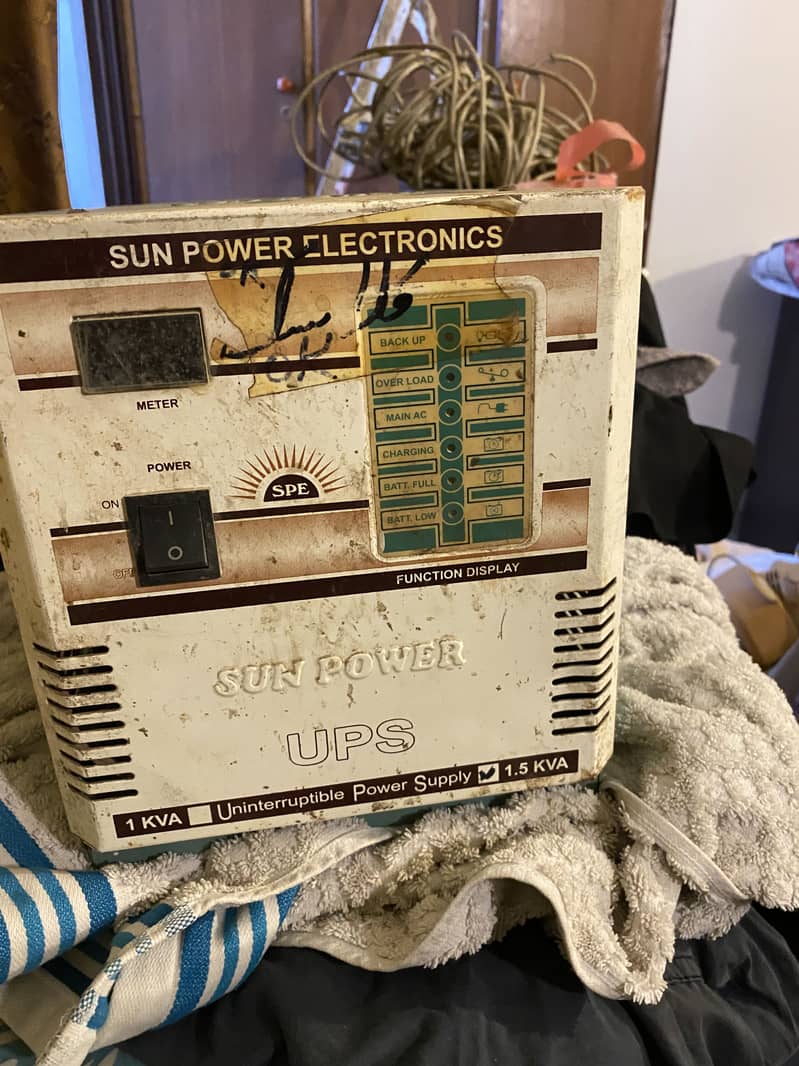 SUN POWER ELECTRONICS
OK
METER
BACK UP
OVER LOAD
MAIN AC
CHARGING
BATT. FULL
BATT. LOW
POWER
ON
I
O
OFF
SPE
FUNCTION DISPLAY
SUN POWER
UPS
1 KVA Uninterruptible Power Supply 1.5 KVA